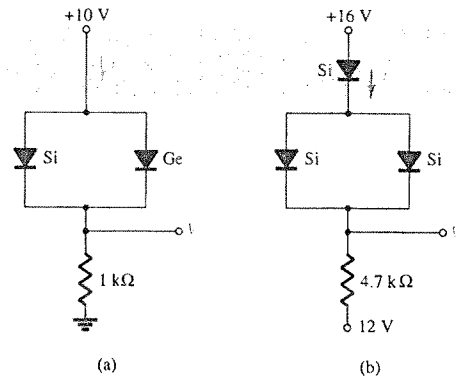 +10 V
Si
Ge
1 kΩ
(a)
+16 V
Si
Si
Si
4.7 kΩ
12 V
(b)